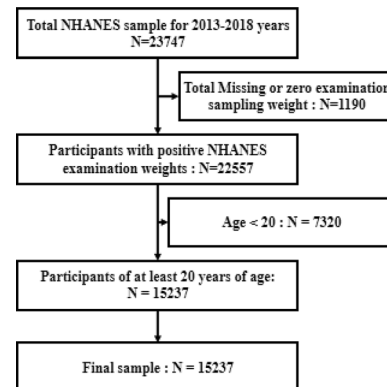 Total NHANES sample for 2013-2018 years
N=23747
Total Missing or zero examination
sampling weight : N=1190
Participants with positive NHANES
examination weights : N=22557
Age < 20 : N = 7320
Participants of at least 20 years of age:
N = 15237
Final sample : N = 15237